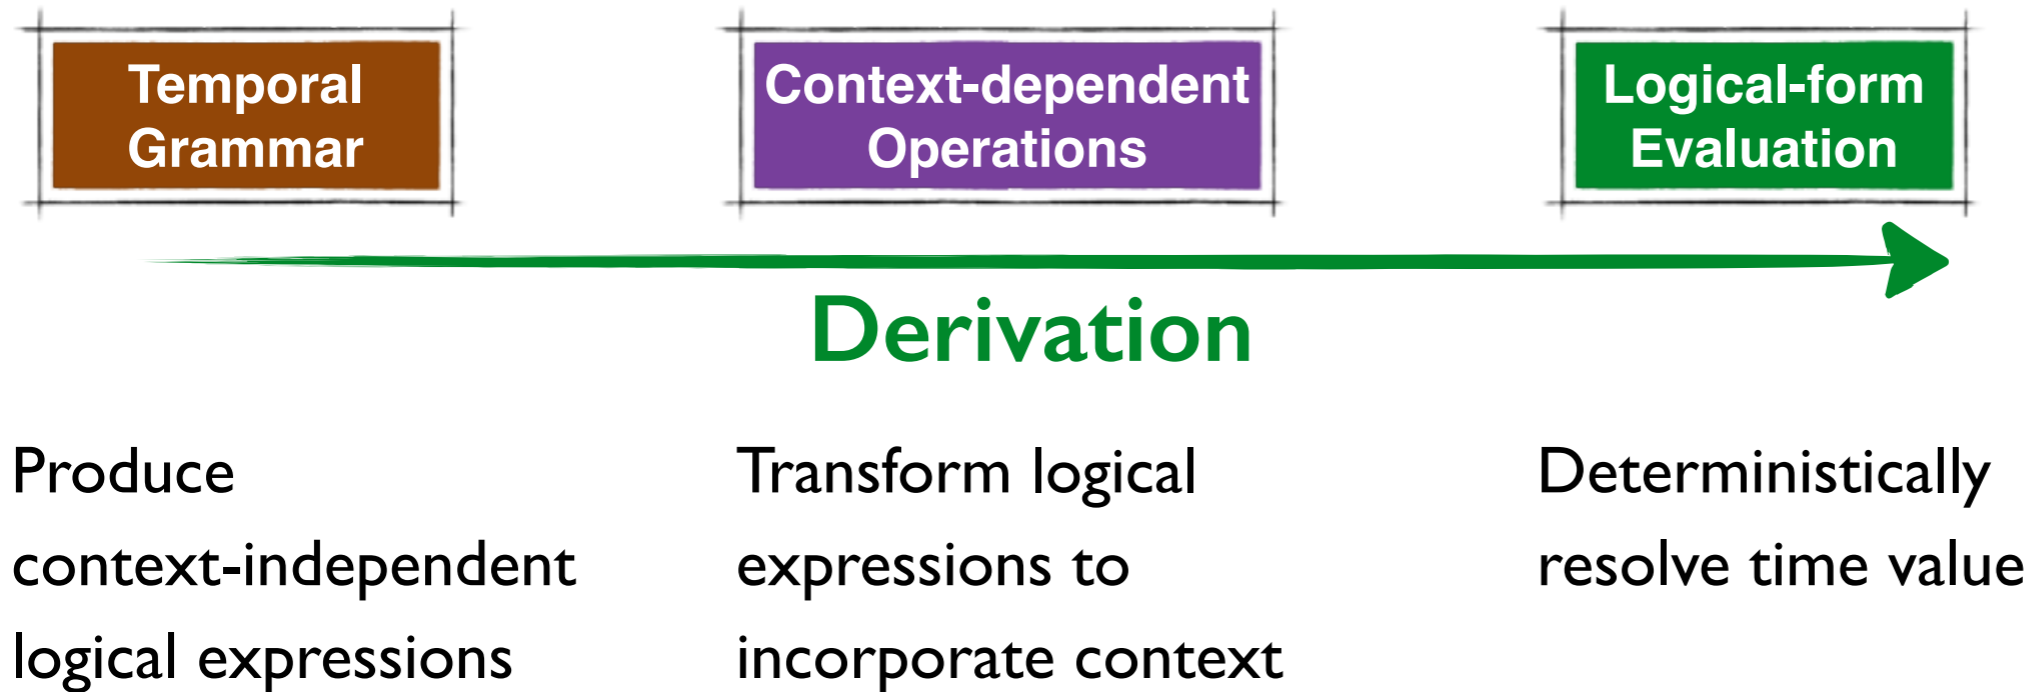 Temporal
Grammar
Context-dependent
Operations
Logical-form
Evaluation
Derivation
Produce
context-independent
logical expressions
Transform logical
expressions to
incorporate context
Deterministically
resolve time value